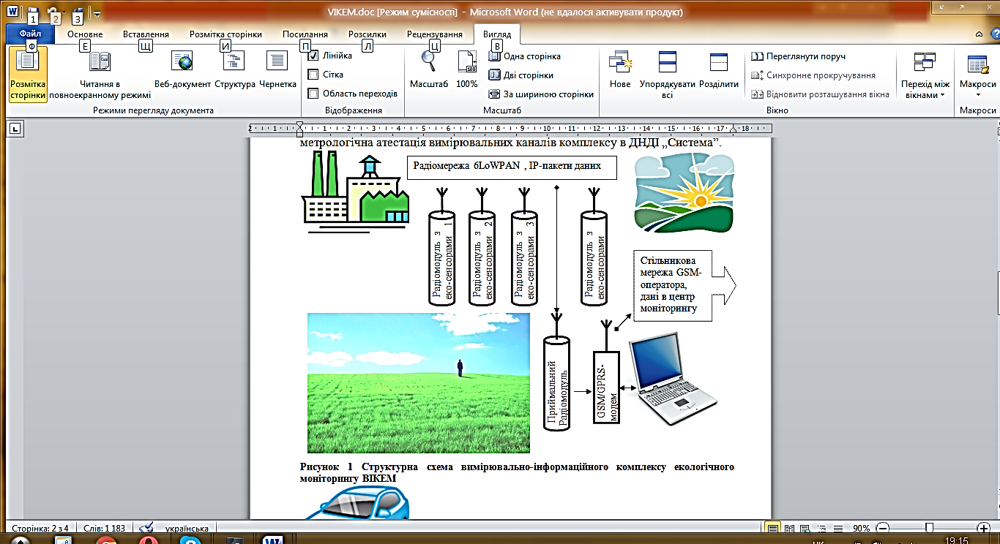 VIKEM.doc [Режим сумісності] - Microsoft Word (не вдалося активувати продукт)
1 2 3
Файл Основне Вставлення Розмітка сторінки Посилання Розсилки Рецензування Вигляд
Ф Е Щ И П Л Ц В
Розмітка сторінки
Читання в повноекранному режимі
Веб-документ
Структура
Чернетка
Режими перегляду документа
Лінійка
Сітка
Область переходів
Відображення
Масштаб
100%
Одна сторінка
Дві сторінки
За шириною сторінки
Масштаб
Нове
Упорядкувати всі
Розділити
Переглянути поруч
Синхронне прокручування
Відновити розташування вікна
Вікно
Перехід між вікнами
Макроси
Макроси
2 1 1 2 3 4 5 6 7 8 9 10 11 12 13 14 15 16 17 18
метрологічна атестація вимірювальних каналів комплексу в ДНДІ „Система”.
Радіомережа 6LoWPAN , IP-пакети даних
Радіомодуль з
еко-сенсорами 1
Радіомодуль з
еко-сенсорами 2
Радіомодуль з
еко-сенсорами 3
Радіомодуль з
еко-сенсорами
Стільникова
мережа GSM-
оператора,
дані в центр
моніторингу
Приймальний
Радіомодуль
GSM/GPRS-
модем
Рисунок 1 Структурна схема вимірювально-інформаційного комплексу екологічного
моніторингу ВІКЕМ
Сторінка: 2 з 4 Слів: 1 183 українська 90%
19:15